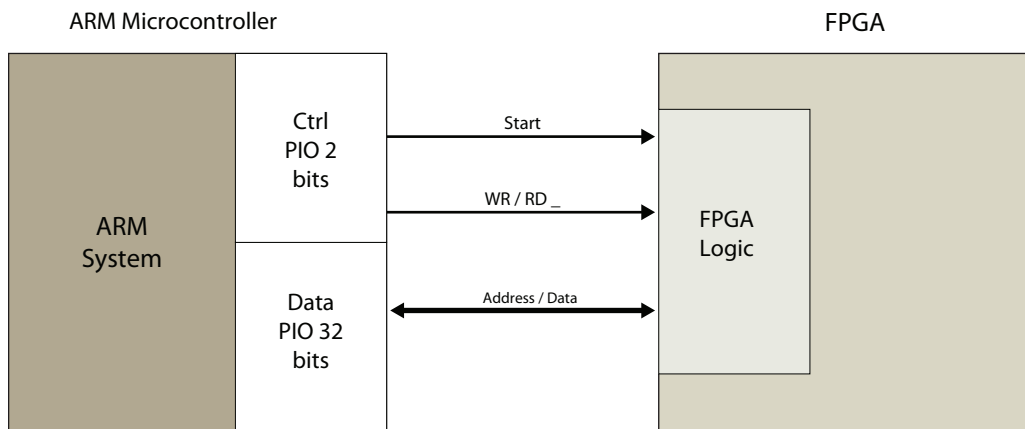 ARM Microcontroller
FPGA
ARM
System
Ctrl
PIO 2
bits
Data
PIO 32
bits
Start
WR / RD _
Address / Data
FPGA
Logic